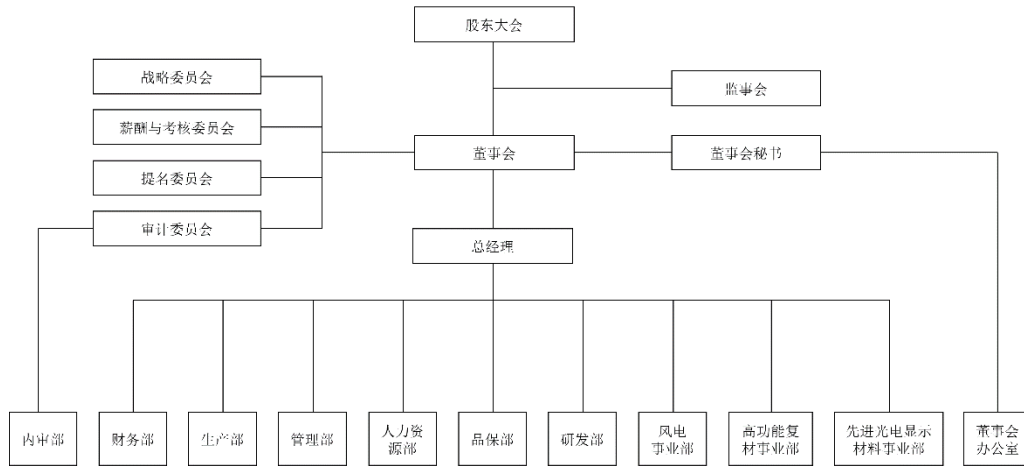 股东大会
战略委员会
监事会
薪酬与考核委员会
董事会
董事会秘书
提名委员会
审计委员会
总经理
内审部
财务部
生产部
管理部
人力资
源部
品保部
研发部
风电
事业部
高功能复
材事业部
先进光电显示
材料事业部
董事会
办公室